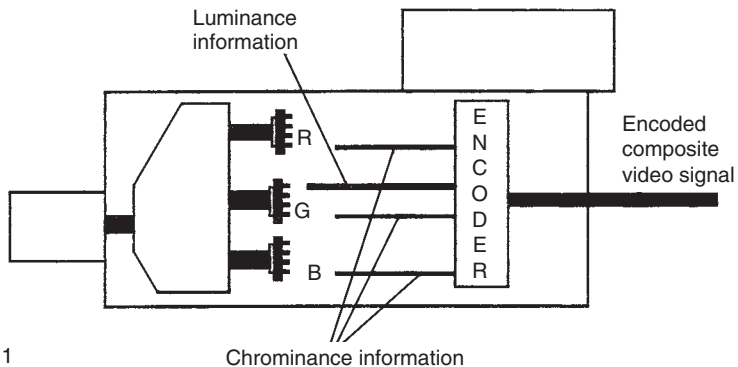 Luminance
information
R
G
B
E
N
C
O
D
E
R
Encoded
composite
video signal
1
Chrominance information